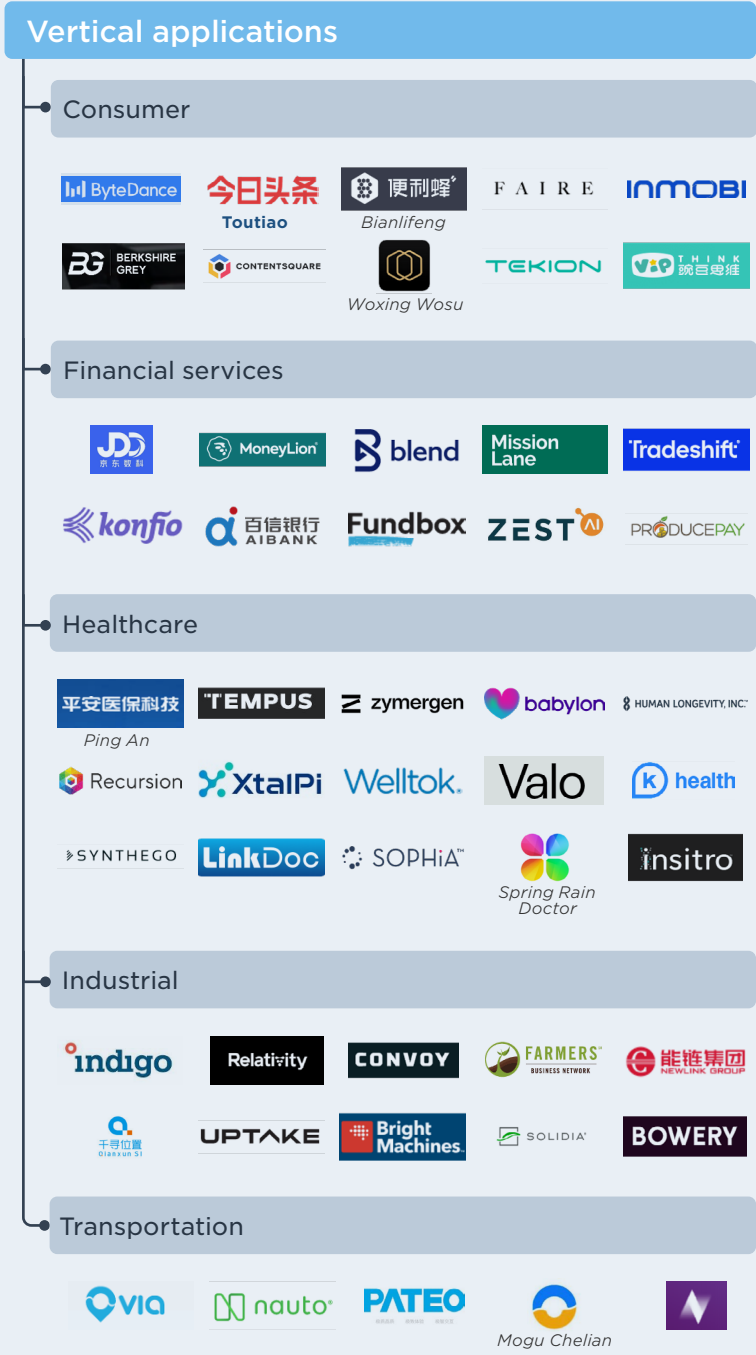 Vertical applications
Consumer
ByteDance
今日头条
Toutiao
便利蜂
Bianlifeng
FAIRE
INMOBI
BG BERKSHIRE
GREY
CONTENTSQUARE
Woxing Wosu
TEKION
ViP THINK
豌豆思维
Financial services
JDD
京东数科
MoneyLion
blend
Mission
Lane
Tradeshift
konfio
百信银行
AIBANK
Fundbox
ZEST AI
PRODUCEPAY
Healthcare
平安医保科技
Ping An
TEMPUS
zymergen
babylon
HUMAN LONGEVITY, INC.™
Recursion
XtalPi
Welltok.
Valo
k health
SYNTHEGO
LinkDoc
SOPHiA™
Spring Rain
Doctor
insitro
Industrial
indigo
Relativity
CONVOY
FARMERS
BUSINESS NETWORK
能链集团
NEWLINK GROUP
千寻位置
Qianxun SI
UPTAKE
Bright
Machines.
SOLIDIA
BOWERY
Transportation
via
nauto
PATEO
Mogu Chelian